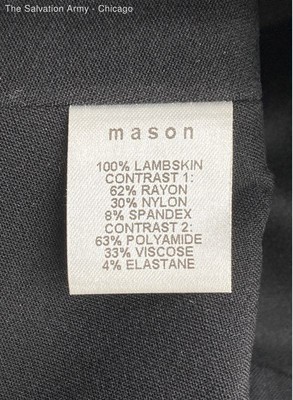 The Salvation Army - Chicago
mason
100% LAMBSKIN
CONTRAST 1:
62% RAYON
30% NYLON
8% SPANDEX
CONTRAST 2:
63% POLYAMIDE
33% VISCOSE
4% ELASTANE